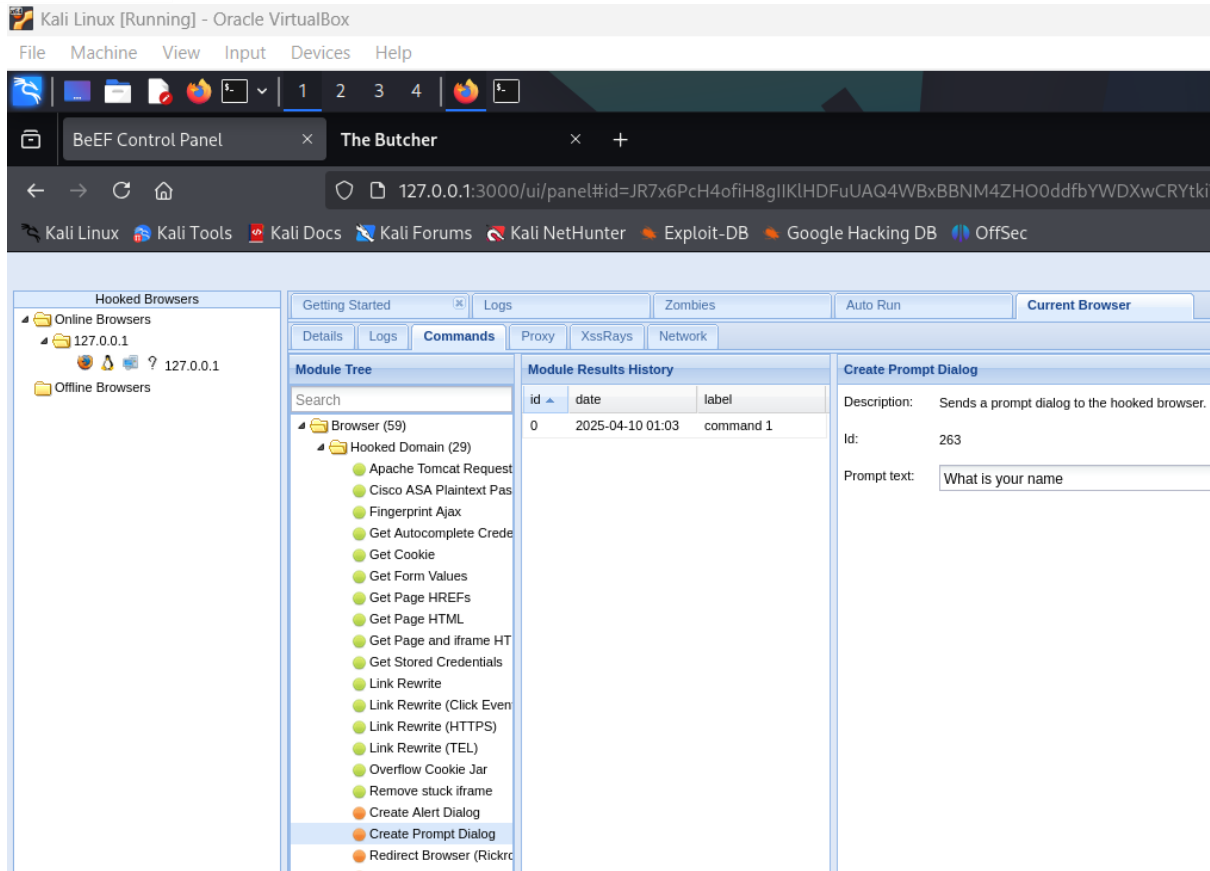 Kali Linux [Running] - Oracle VirtualBox
File Machine View Input Devices Help
1 2 3 4
BeEF Control Panel × The Butcher × +
127.0.0.1:3000/ui/panel#id=JR7x6PcH4ofiH8gIIKlHDFuUAQ4WBxBBNM4ZHO0ddfbYWDXwCRYtki
Kali Linux Kali Tools Kali Docs Kali Forums Kali NetHunter Exploit-DB Google Hacking DB OffSec
Hooked Browsers
Online Browsers
127.0.0.1
? 127.0.0.1
Offline Browsers
Getting Started Logs Zombies Auto Run Current Browser
Details Logs Commands Proxy XssRays Network
Module Tree
Search
Browser (59)
Hooked Domain (29)
Apache Tomcat Request
Cisco ASA Plaintext Pas
Fingerprint Ajax
Get Autocomplete Crede
Get Cookie
Get Form Values
Get Page HREFs
Get Page HTML
Get Page and iframe HT
Get Stored Credentials
Link Rewrite
Link Rewrite (Click Even
Link Rewrite (HTTPS)
Link Rewrite (TEL)
Overflow Cookie Jar
Remove stuck iframe
Create Alert Dialog
Create Prompt Dialog
Redirect Browser (Rickro
Module Results History
id date label
0 2025-04-10 01:03 command 1
Create Prompt Dialog
Description: Sends a prompt dialog to the hooked browser.
Id: 263
Prompt text: What is your name